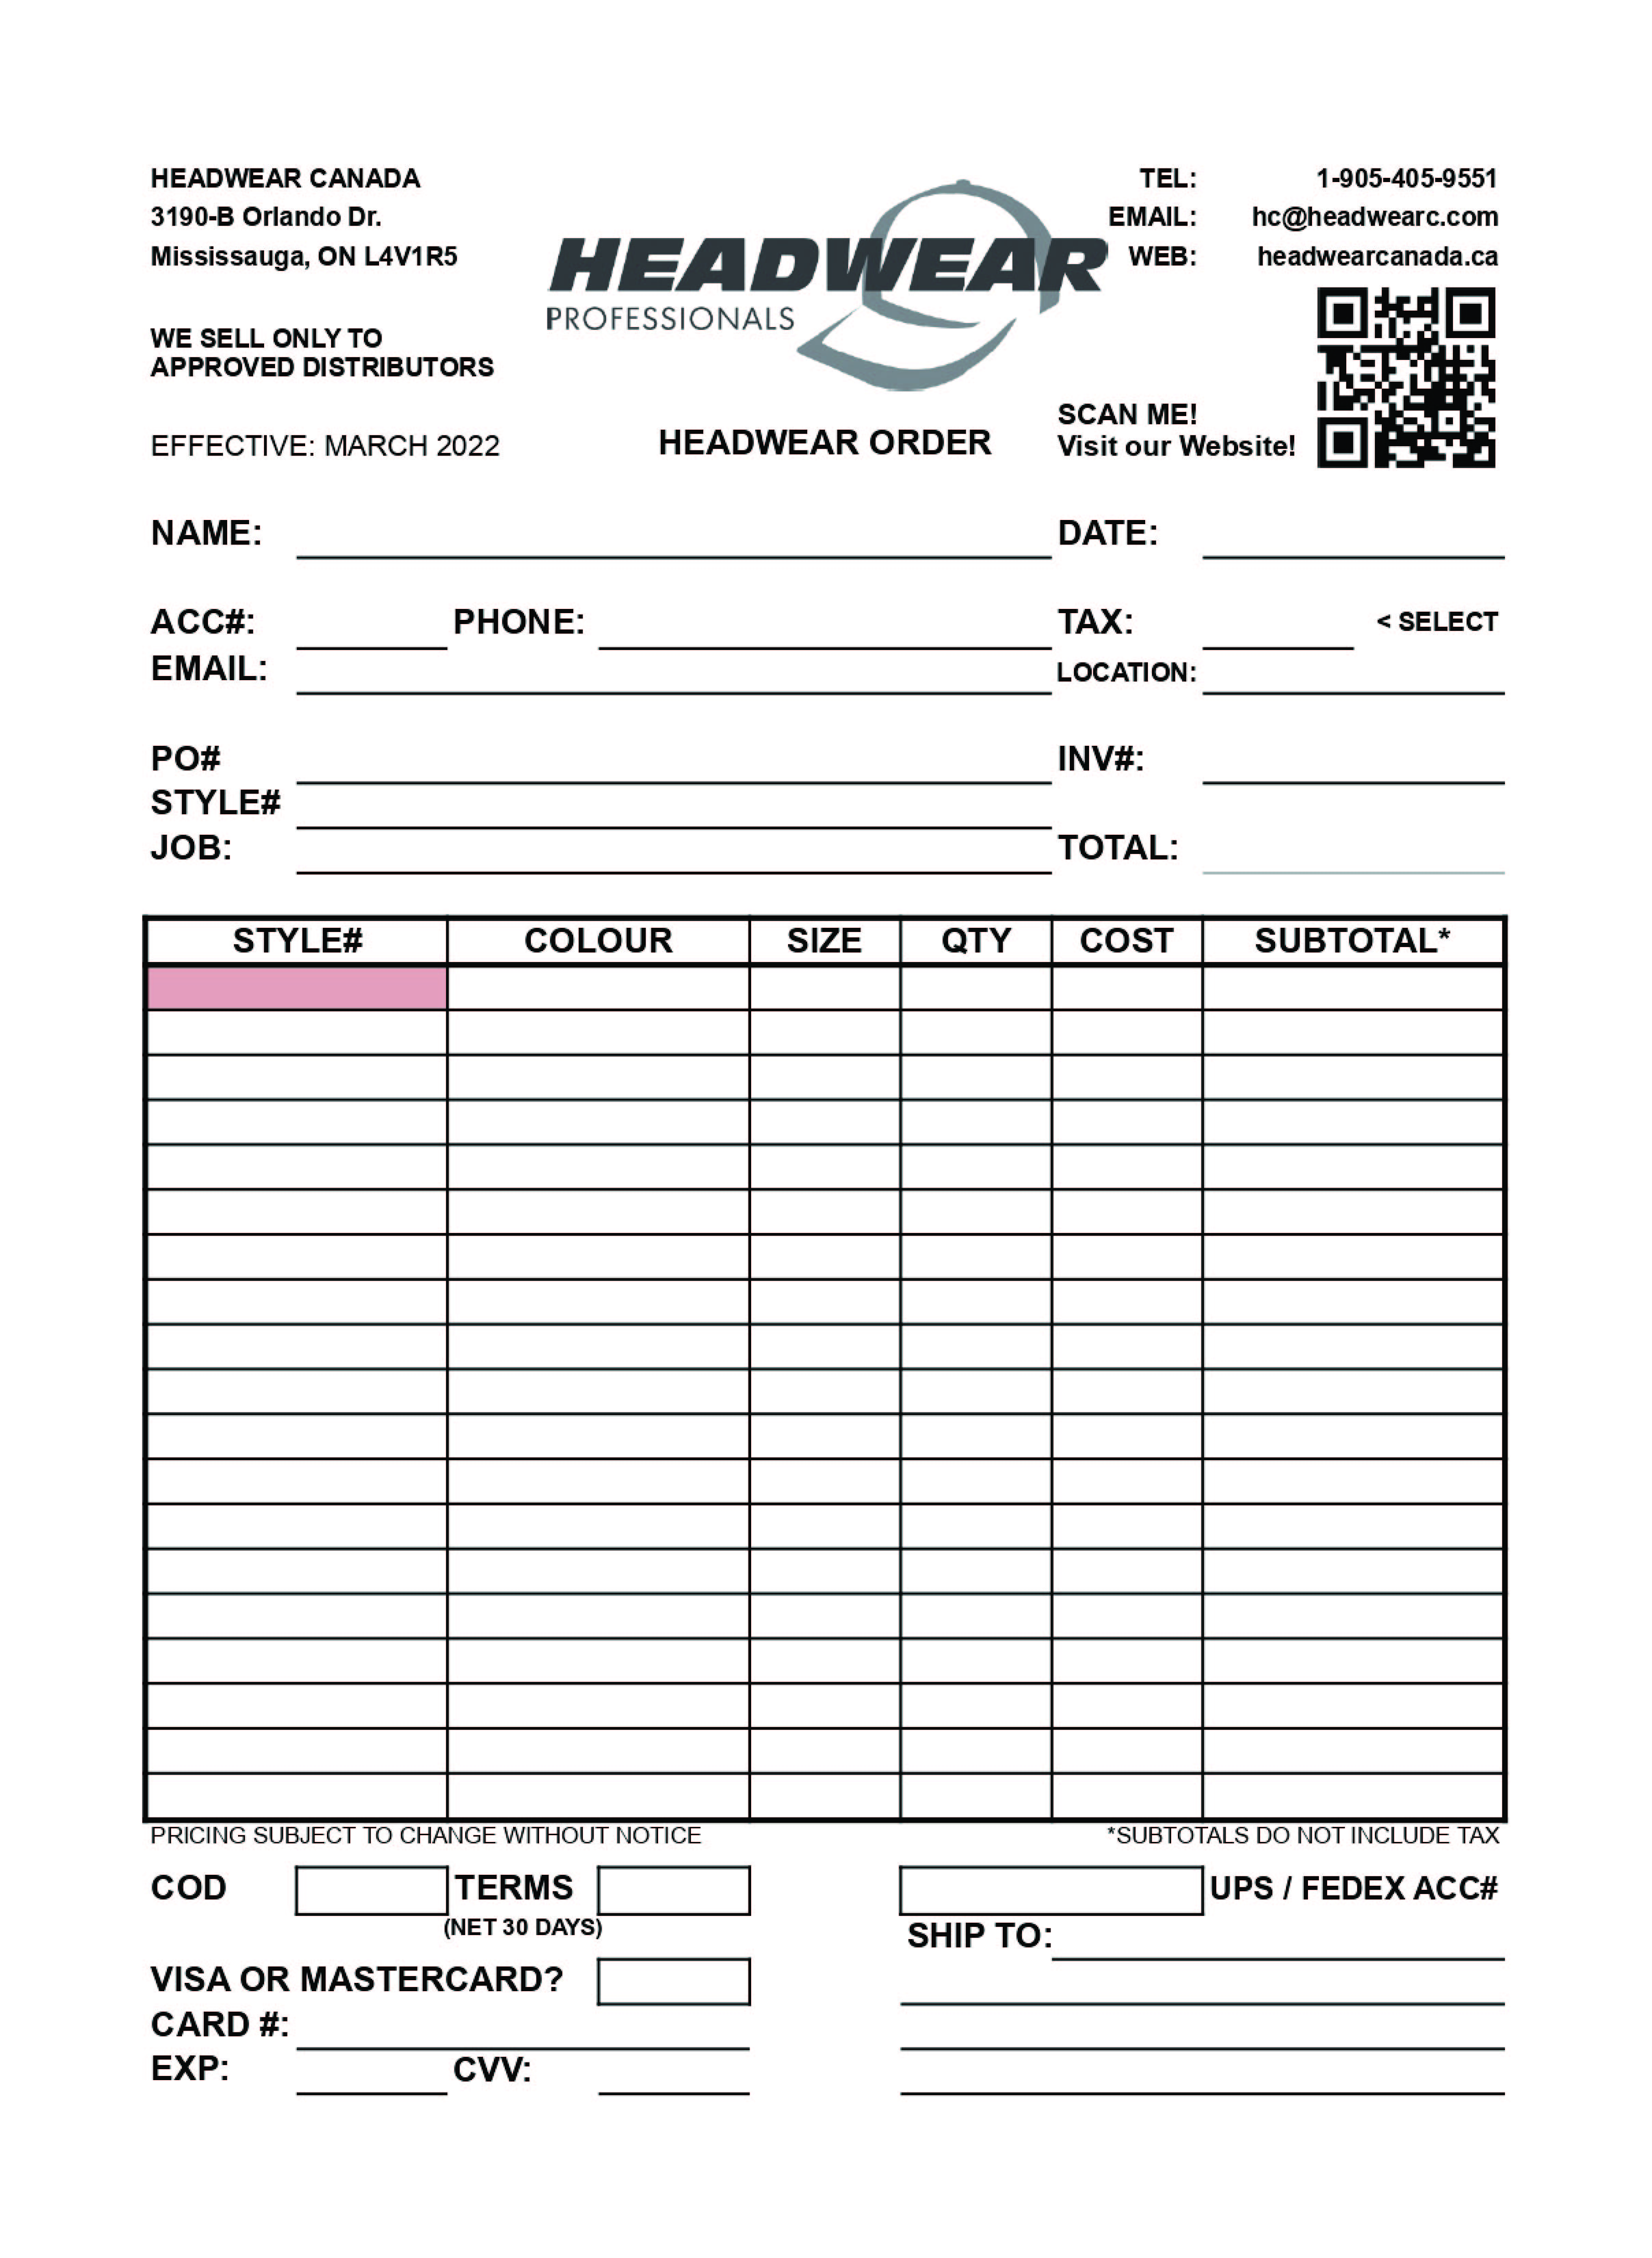 HEADWEAR CANADA
3190-B Orlando Dr.
Mississauga, ON L4V1R5
WE SELL ONLY TO
APPROVED DISTRIBUTORS
EFFECTIVE: MARCH 2022
HEADWEAR
PROFESSIONALS
HEADWEAR ORDER
TEL: 1-905-405-9551
EMAIL: hc@headwearc.com
WEB: headwearcanada.ca
SCAN ME!
Visit our Website!
NAME: DATE:
ACC#: PHONE: TAX: < SELECT
EMAIL: LOCATION:
PO# INV#:
STYLE#
JOB: TOTAL:
STYLE# COLOUR SIZE QTY COST SUBTOTAL*
PRICING SUBJECT TO CHANGE WITHOUT NOTICE *SUBTOTALS DO NOT INCLUDE TAX
COD TERMS UPS / FEDEX ACC#
(NET 30 DAYS)
SHIP TO:
VISA OR MASTERCARD?
CARD #:
EXP: CVV: